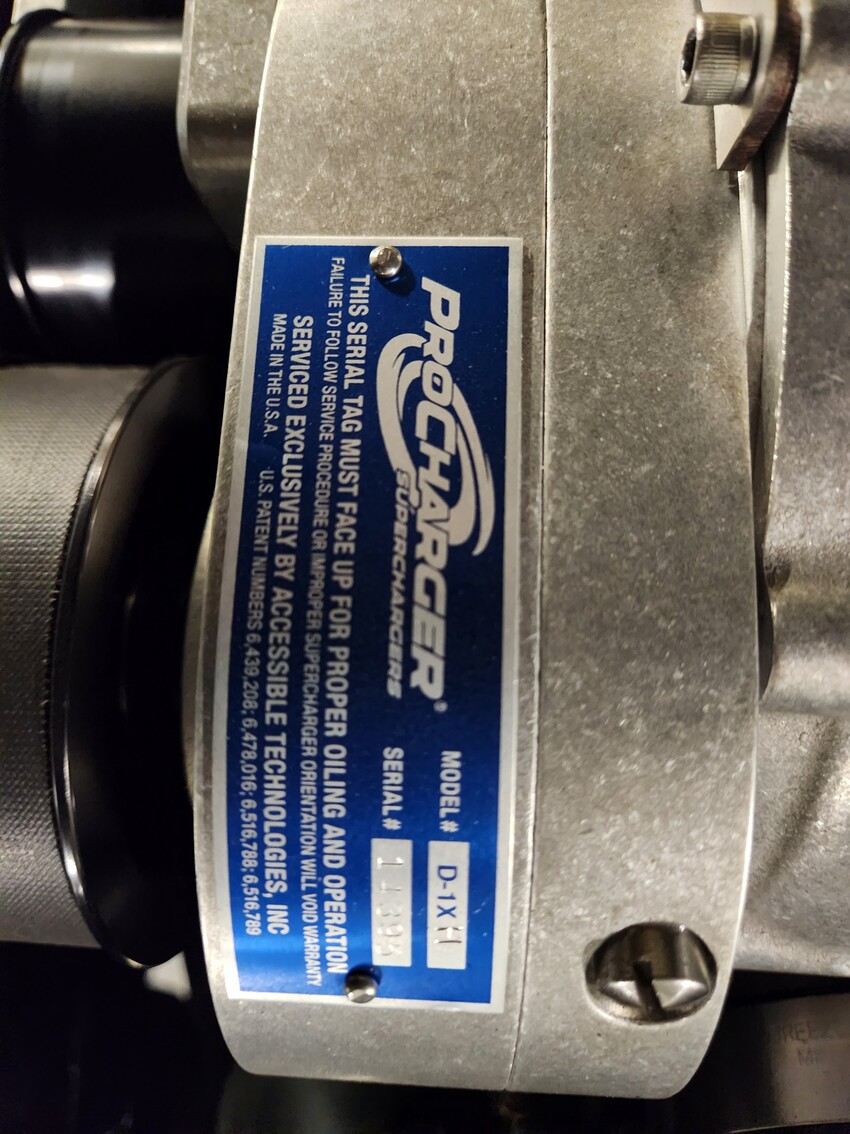 PROCHARGER®
SUPERCHARGERS
MODEL# D-1X
SERIAL#
THIS SERIAL TAG MUST FACE UP FOR PROPER OILING AND OPERATION
FAILURE TO FOLLOW SERVICE PROCEDURE OR IMPROPER SUPERCHARGER ORIENTATION WILL VOID WARRANTY
SERVICED EXCLUSIVELY BY ACCESSIBLE TECHNOLOGIES, INC
MADE IN THE U.S.A. U.S. PATENT NUMBERS 6,439,208; 6,478,016; 6,516,788; 6,516,789